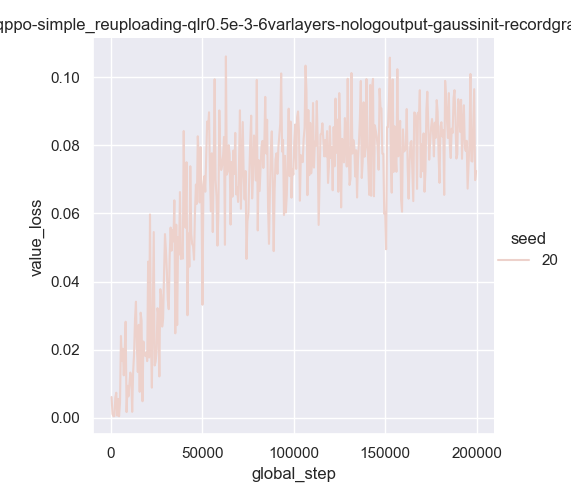 qppo-simple_reuploading-qlr0.5e-3-6varlayers-nologoutput-gaussinit-recordgra
0.10
0.08
0.06
0.04
0.02
0.00
value_loss
seed
20
0 50000 100000 150000 200000
global_step